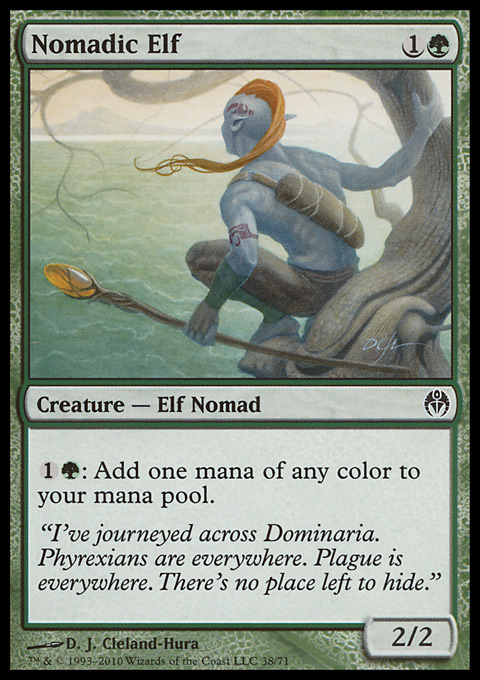 Nomadic Elf 1
DCH
Creature — Elf Nomad
1 : Add one mana of any color to
your mana pool.
“I’ve journeyed across Dominaria.
Phyrexians are everywhere. Plague is
everywhere. There’s no place left to hide.”
D. J. Cleland-Hura
2/2
™ & © 1993–2010 Wizards of the Coast LLC 38/71